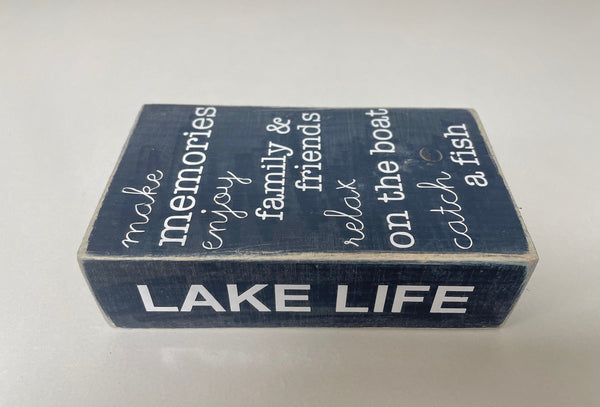 make
memories
enjoy
family &
friends
relax
on the boat
catch
a fish
LAKE LIFE